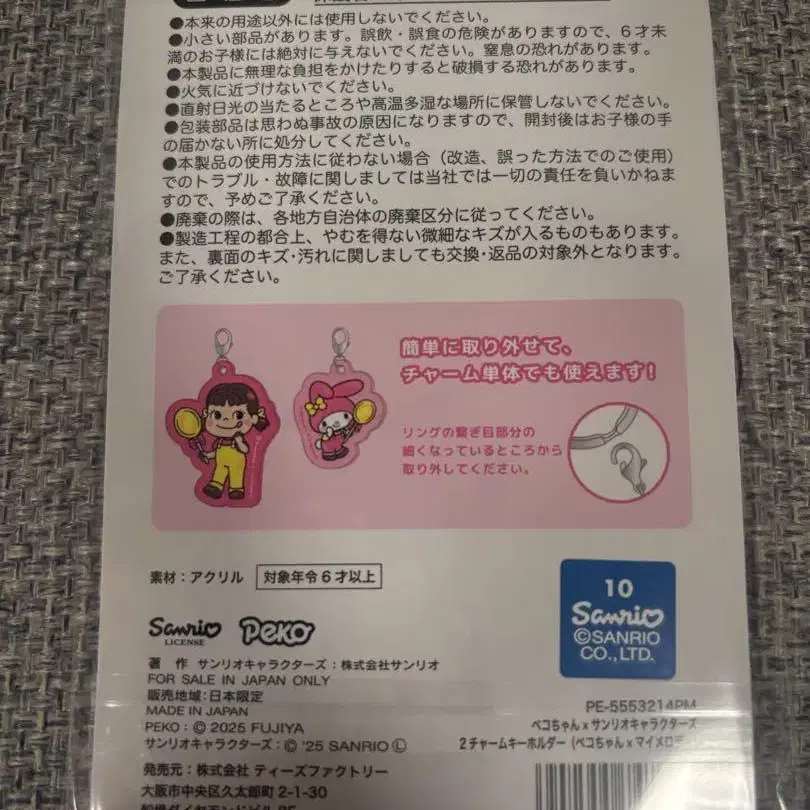 ●本来の用途以外には使用しないでください。
●小さい部品があります。誤飲・誤食の危険がありますので、6才未
満のお子様には絶対に与えないでください。窒息の恐れがあります。
●本製品に無理な負担をかけたりすると破損する恐れがあります。
●火気に近づけないでください。
●直射日光の当たるところや高温多湿な場所に保管しないでください。
●包装部品は思わぬ事故の原因になりますので、開封後はお子様の手
の届かない所に処分してください。
●本製品の使用方法に従わない場合（改造、誤った方法でのご使用）
でのトラブル・故障に関しましては当社では一切の責任を負いかねま
すので、予めご了承ください。
●廃棄の際は、各地方自治体の廃棄区分に従ってください。
●製造工程の都合上、やむを得ない微細なキズが入るものもあります。
また、裏面のキズ・汚れに関しましても交換・返品の対象外となります。
ご了承ください。
簡単に取り外せて、
チャーム単体でも使えます!
リングの繋ぎ目部分の
細くなっているところから
取り外してください。
素材：アクリル 対象年令6才以上
10
Sanrio
©SANRIO
CO.,LTD.
Sanrio
LICENSE
PeKo
著 作 サンリオキャラクターズ：株式会社サンリオ
FOR SALE IN JAPAN ONLY
販売地域:日本限定
MADE IN JAPAN
PEKO：© 2025 FUJIYA
サンリオキャラクターズ：© '25 SANRIO Ⓛ
発売元：株式会社 ティーズファクトリー
大阪市中央区久太郎町 2-1-30
PE-5553214PM
ペコちゃん x サンリオキャラクターズ
2チャームキーホルダー（ペコちゃん x マイメロデ